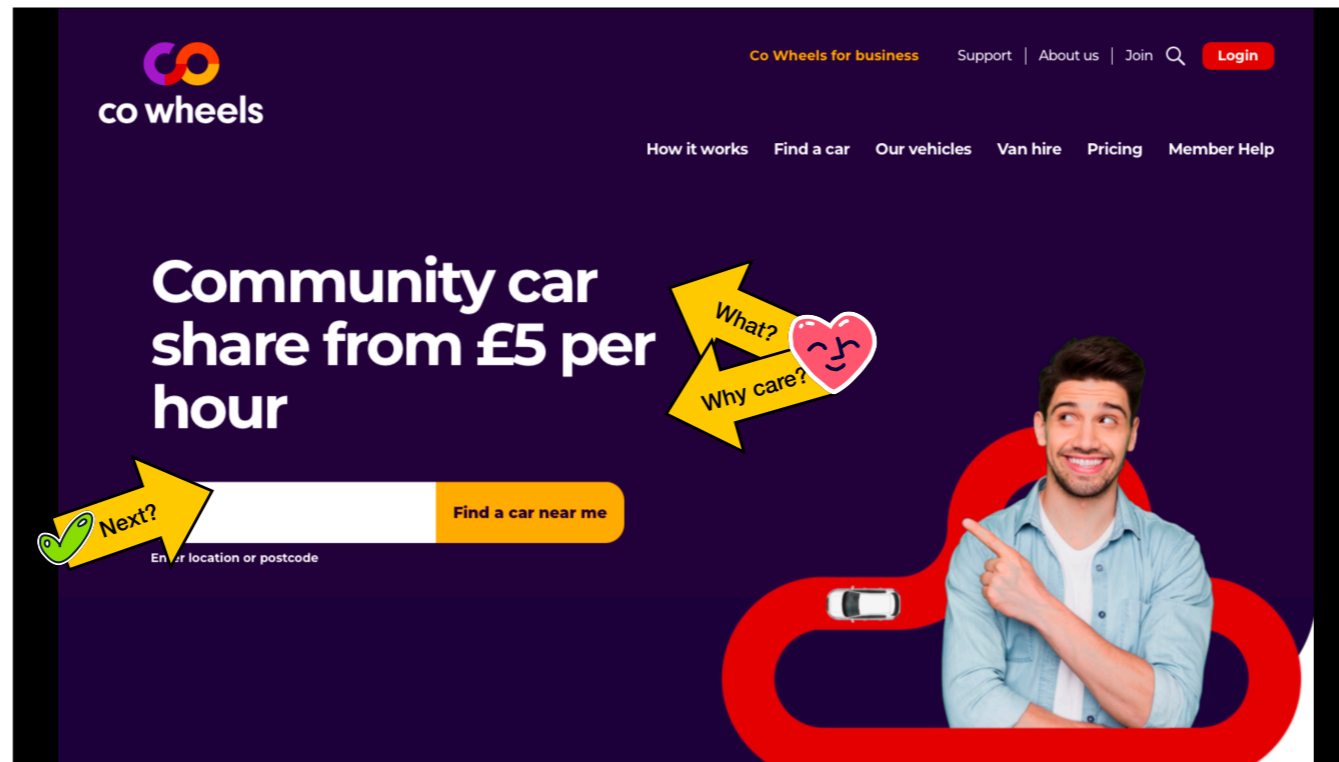 Co Wheels for business Support | About us | Join Login
co wheels
How it works Find a car Our vehicles Van hire Pricing Member Help
Community car
share from £5 per
hour
What?
Why care?
Next?
Find a car near me
Enter location or postcode